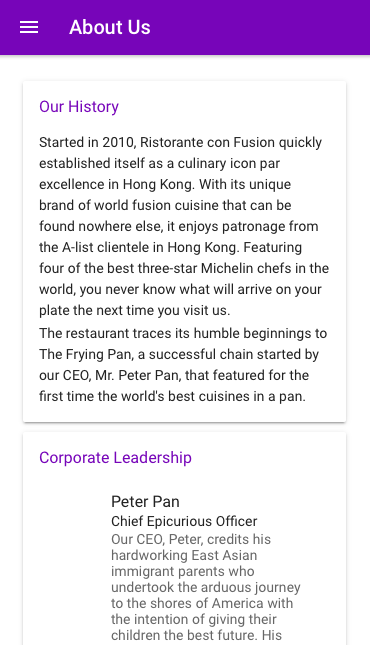 About Us
Our History
Started in 2010, Ristorante con Fusion quickly
established itself as a culinary icon par
excellence in Hong Kong. With its unique
brand of world fusion cuisine that can be
found nowhere else, it enjoys patronage from
the A-list clientele in Hong Kong. Featuring
four of the best three-star Michelin chefs in the
world, you never know what will arrive on your
plate the next time you visit us.
The restaurant traces its humble beginnings to
The Frying Pan, a successful chain started by
our CEO, Mr. Peter Pan, that featured for the
first time the world's best cuisines in a pan.
Corporate Leadership
Peter Pan
Chief Epicurious Officer
Our CEO, Peter, credits his
hardworking East Asian
immigrant parents who
undertook the arduous journey
to the shores of America with
the intention of giving their
children the best future. His